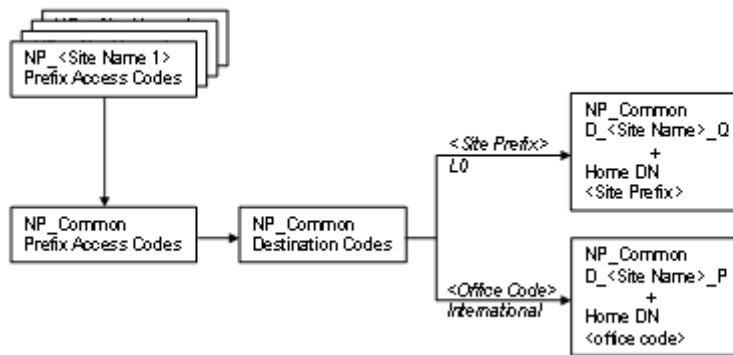 NP_<Site Name 1>
Prefix Access Codes
NP_Common
Prefix Access Codes
NP_Common
Destination Codes
<Site Prefix>
L0
<Office Code>
International
NP_Common
D_<Site Name>_Q
+
Home DN
<Site Prefix>
NP_Common
D_<Site Name>_P
+
Home DN
<office code>